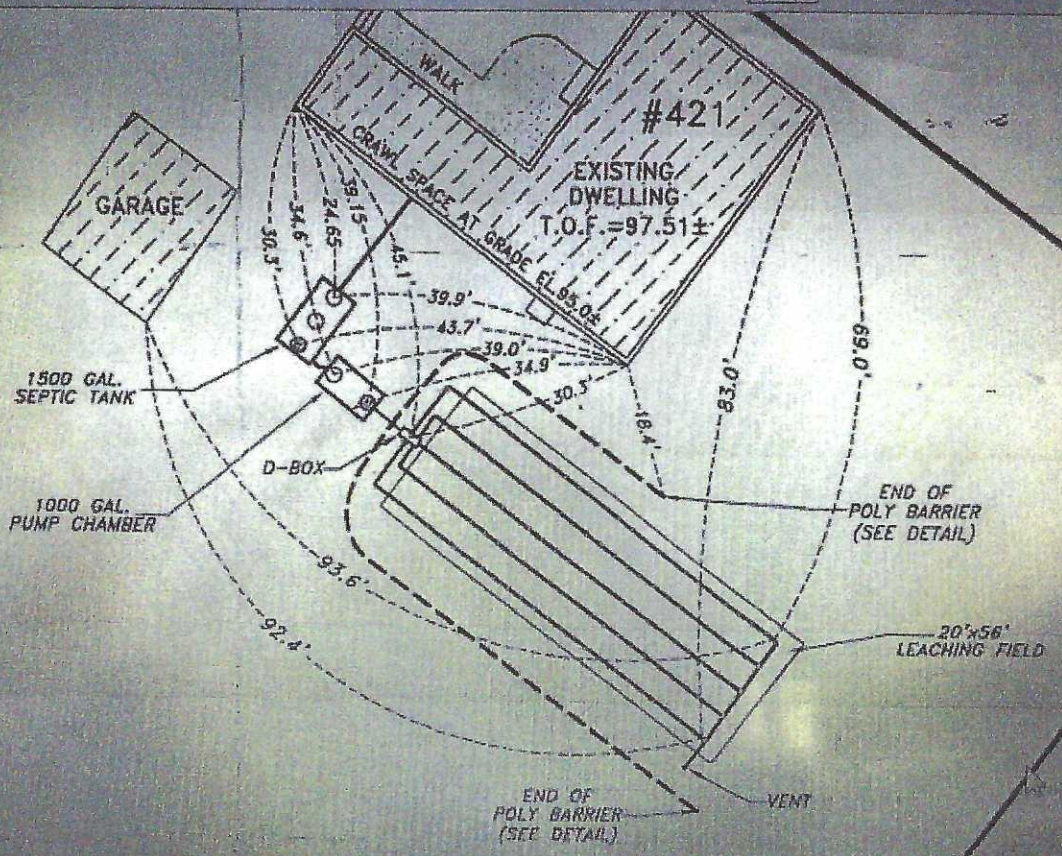 WALK
#421
EXISTING
DWELLING
T.O.F.=97.51±
CRAWL SPACE AT GRADE EL.95.0±
GARAGE
30.3'
34.6'
24.65
39.15'
45.1'
39.9'
43.7'
39.0'
34.9'
30.3'
18.4'
83.0'
69.0'
1500 GAL.
SEPTIC TANK
D-BOX
1000 GAL.
PUMP CHAMBER
END OF
POLY BARRIER
(SEE DETAIL)
93.6'
92.4'
20'x56'
LEACHING FIELD
END OF
POLY BARRIER
(SEE DETAIL)
VENT